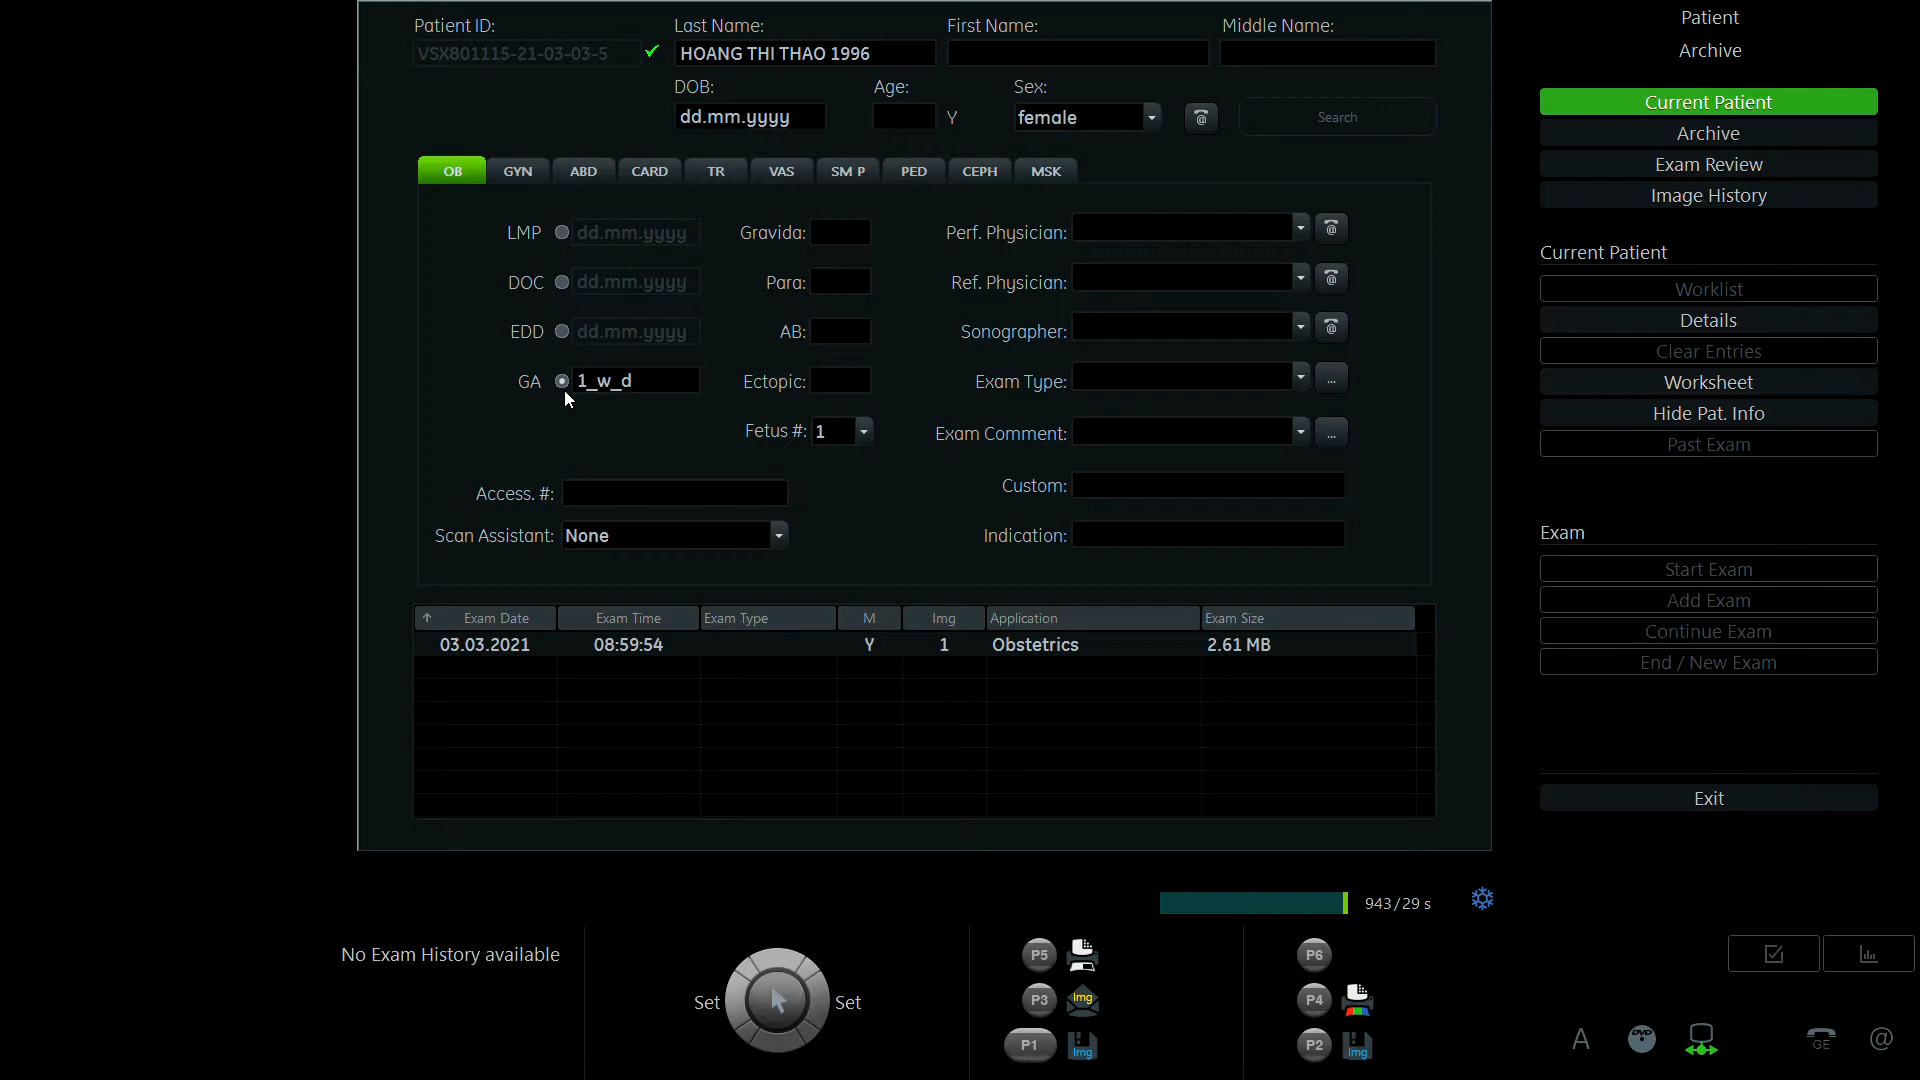 Patient ID: Last Name: First Name: Middle Name:
VSX801115-21-03-03-5 HOANG THI THAO 1996
DOB: Age: Sex:
dd.mm.yyyy Y female @ Search
OB GYN ABD CARD TR VAS SM P PED CEPH MSK
LMP dd.mm.yyyy Gravida: Perf. Physician: @
DOC dd.mm.yyyy Para: Ref. Physician: @
EDD dd.mm.yyyy AB: Sonographer: @
GA 1_w_d Ectopic: Exam Type: ...
Fetus #: 1 Exam Comment: ...
Access. #: Custom:
Scan Assistant: None Indication:
Exam Date Exam Time Exam Type M Img Application Exam Size
03.03.2021 08:59:54 Y 1 Obstetrics 2.61 MB
Patient
Archive
Current Patient
Archive
Exam Review
Image History
Current Patient
Worklist
Details
Clear Entries
Worksheet
Hide Pat. Info
Past Exam
Exam
Start Exam
Add Exam
Continue Exam
End / New Exam
Exit
943/29 s
No Exam History available
Set Set
P5
P3 Img
P1 Img
P6
P4
P2 Img
A DVD GE @